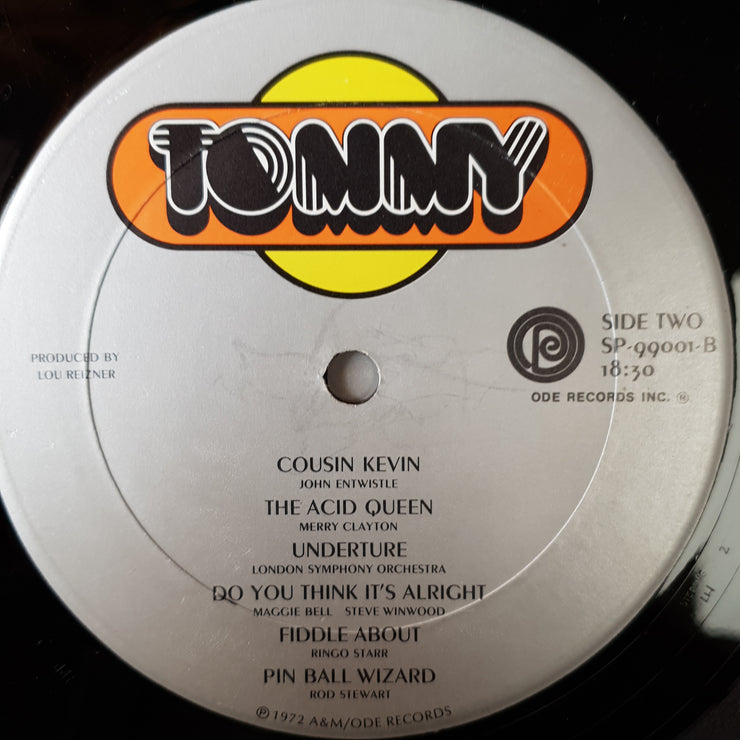 TOMMY
PRODUCED BY
LOU REIZNER
SIDE TWO
SP-99001-B
18:30
ODE RECORDS INC. ®
COUSIN KEVIN
JOHN ENTWISTLE
THE ACID QUEEN
MERRY CLAYTON
UNDERTURE
LONDON SYMPHONY ORCHESTRA
DO YOU THINK IT'S ALRIGHT
MAGGIE BELL STEVE WINWOOD
FIDDLE ABOUT
RINGO STARR
PIN BALL WIZARD
ROD STEWART
℗ 1972 A&M/ODE RECORDS
LH
2